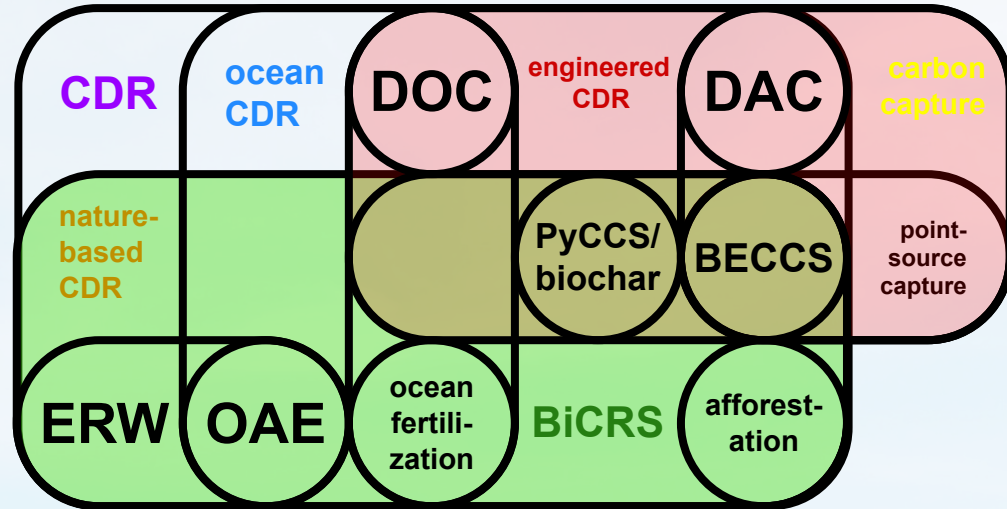 CDR
ocean
CDR
DOC
engineered
CDR
DAC
carbon
capture
nature-
based
CDR
PyCCS/
biochar
BECCS
point-
source
capture
ERW
OAE
ocean
fertili-
zation
BiCRS
afforest-
ation